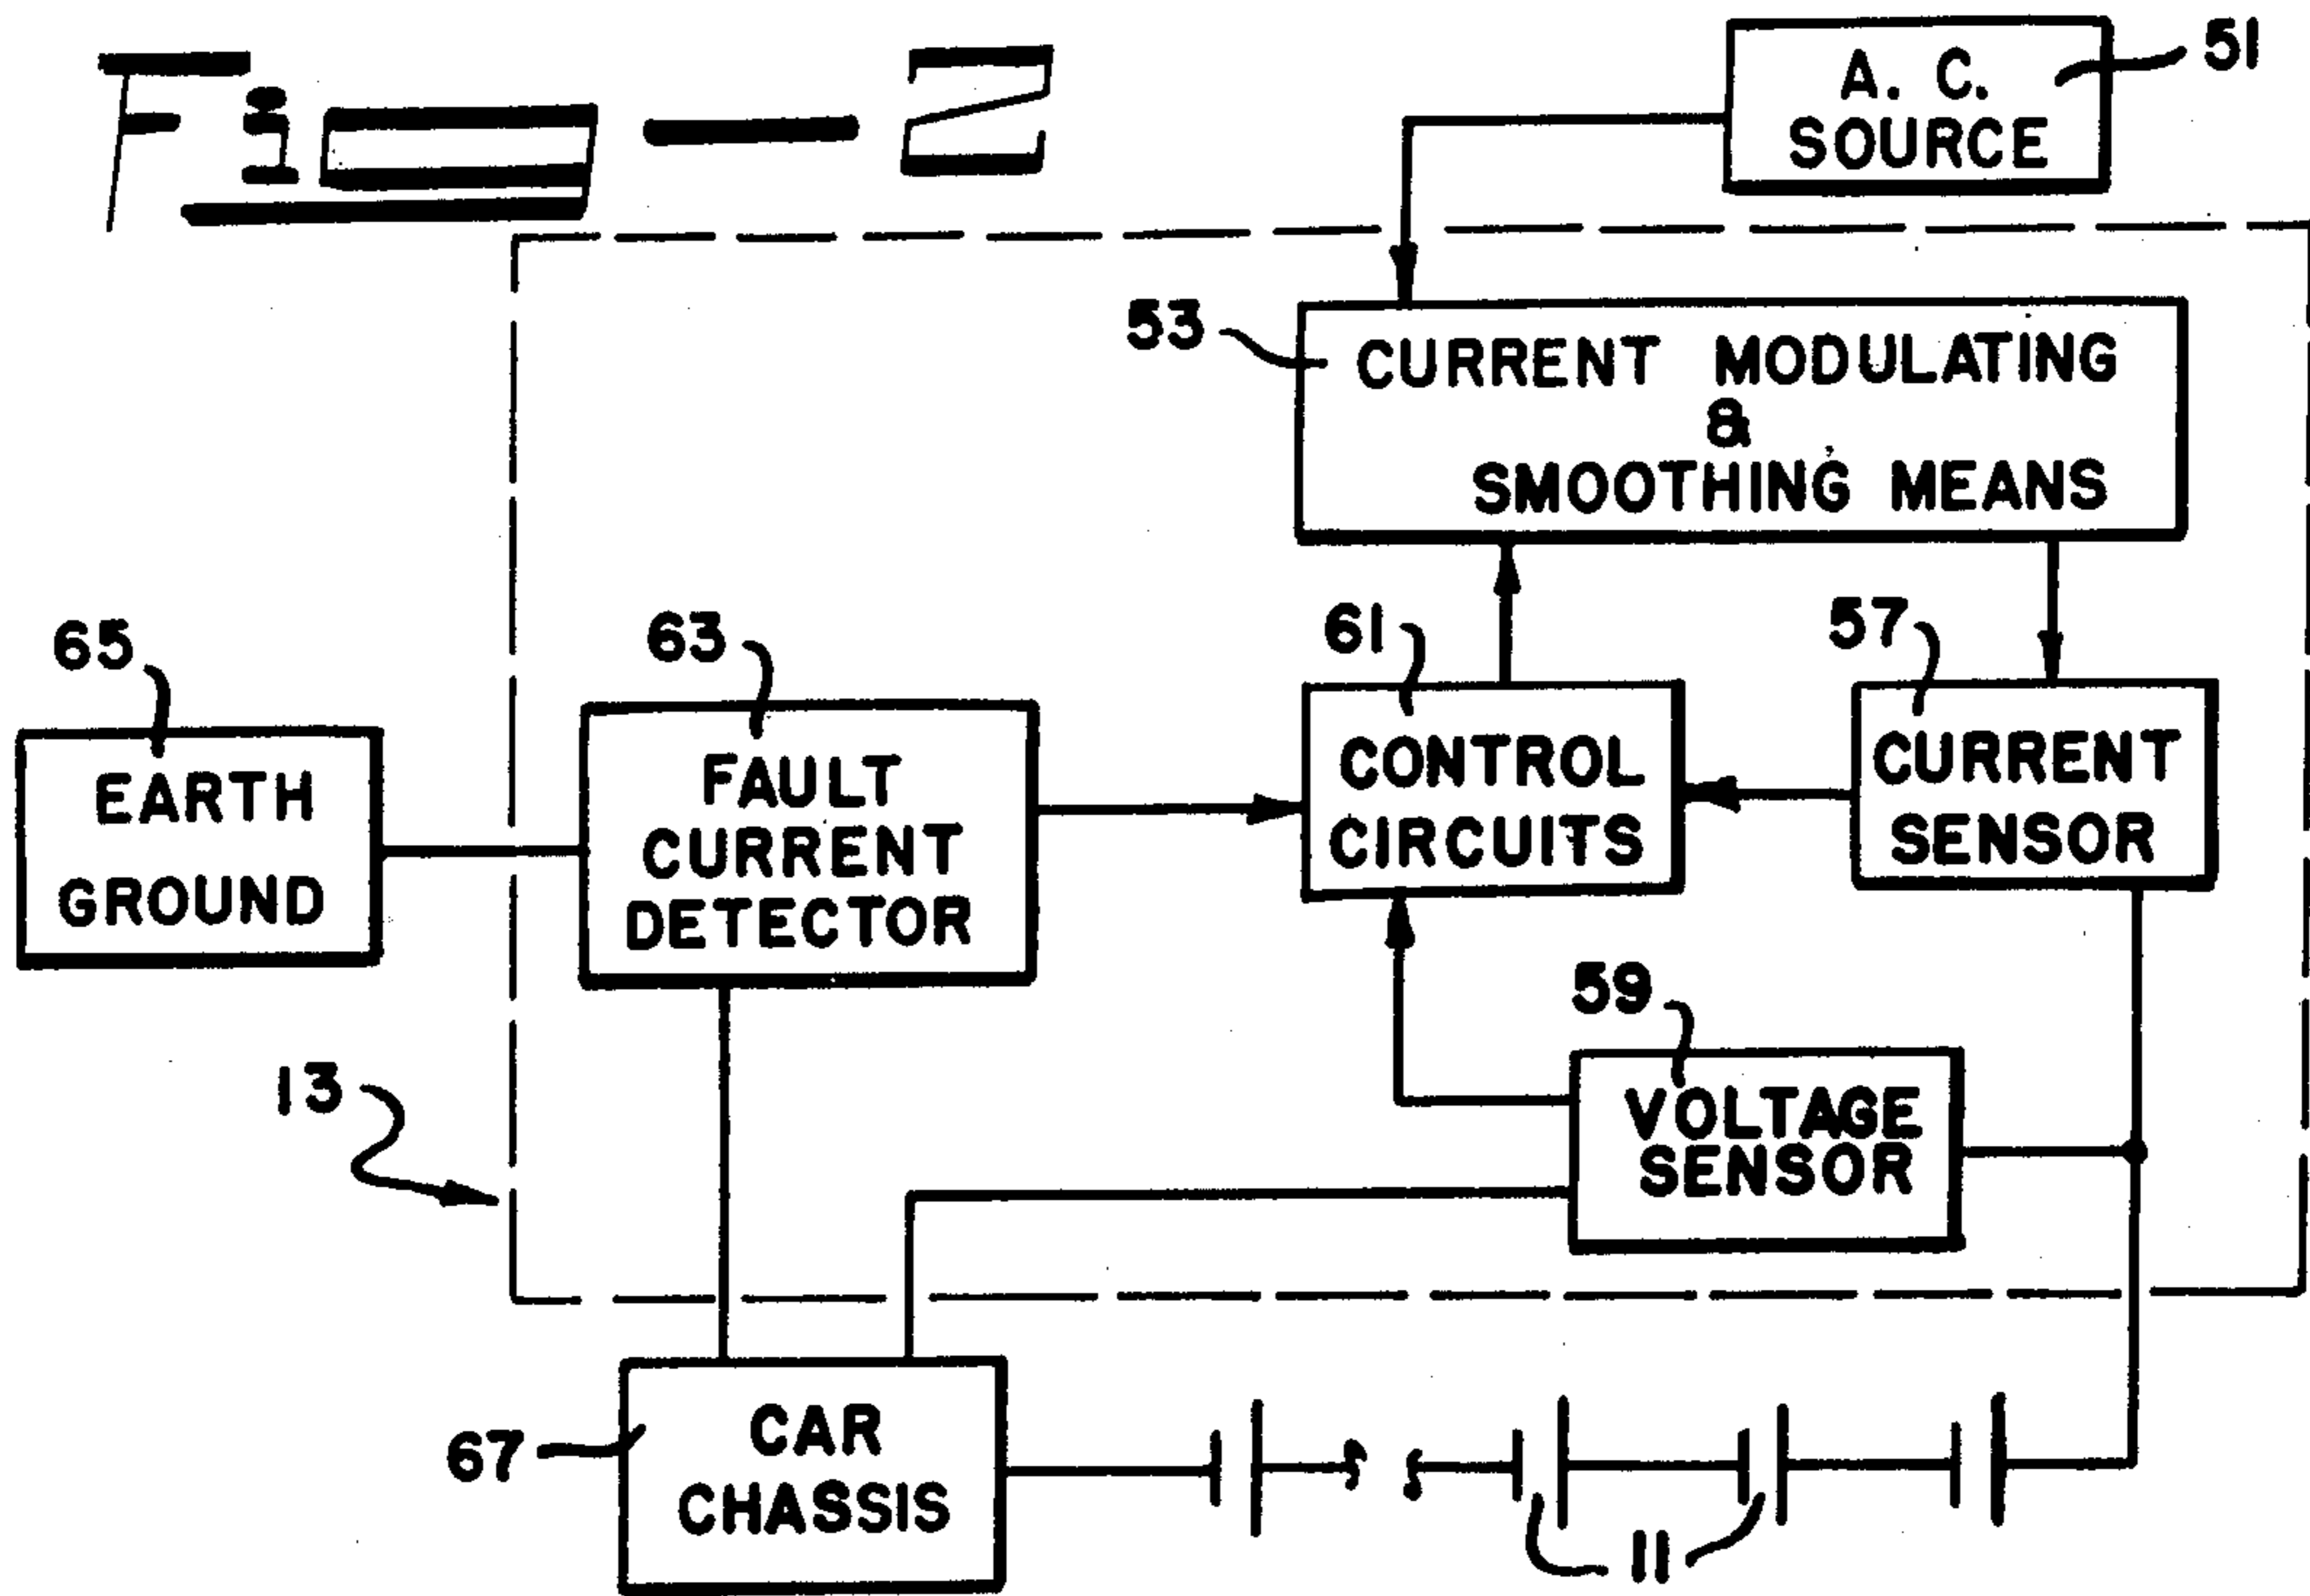 Fig-2
A. C.
SOURCE
51
53
CURRENT MODULATING
&
SMOOTHING MEANS
65
63
61
57
EARTH
GROUND
FAULT
CURRENT
DETECTOR
CONTROL
CIRCUITS
CURRENT
SENSOR
59
13
VOLTAGE
SENSOR
67
CAR
CHASSIS
11